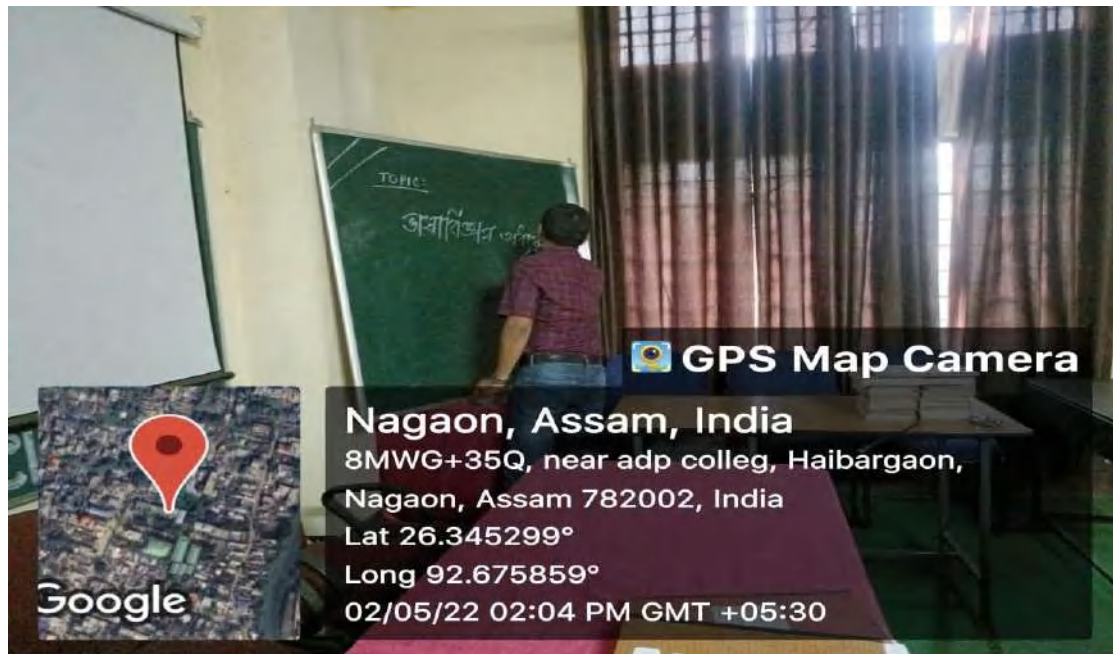 TOPIC:
ভাষাবিজ্ঞান
GPS Map Camera
Nagaon, Assam, India
8MWG+35Q, near adp colleg, Haibargaon,
Nagaon, Assam 782002, India
Lat 26.345299°
Long 92.675859°
02/05/22 02:04 PM GMT +05:30
Google